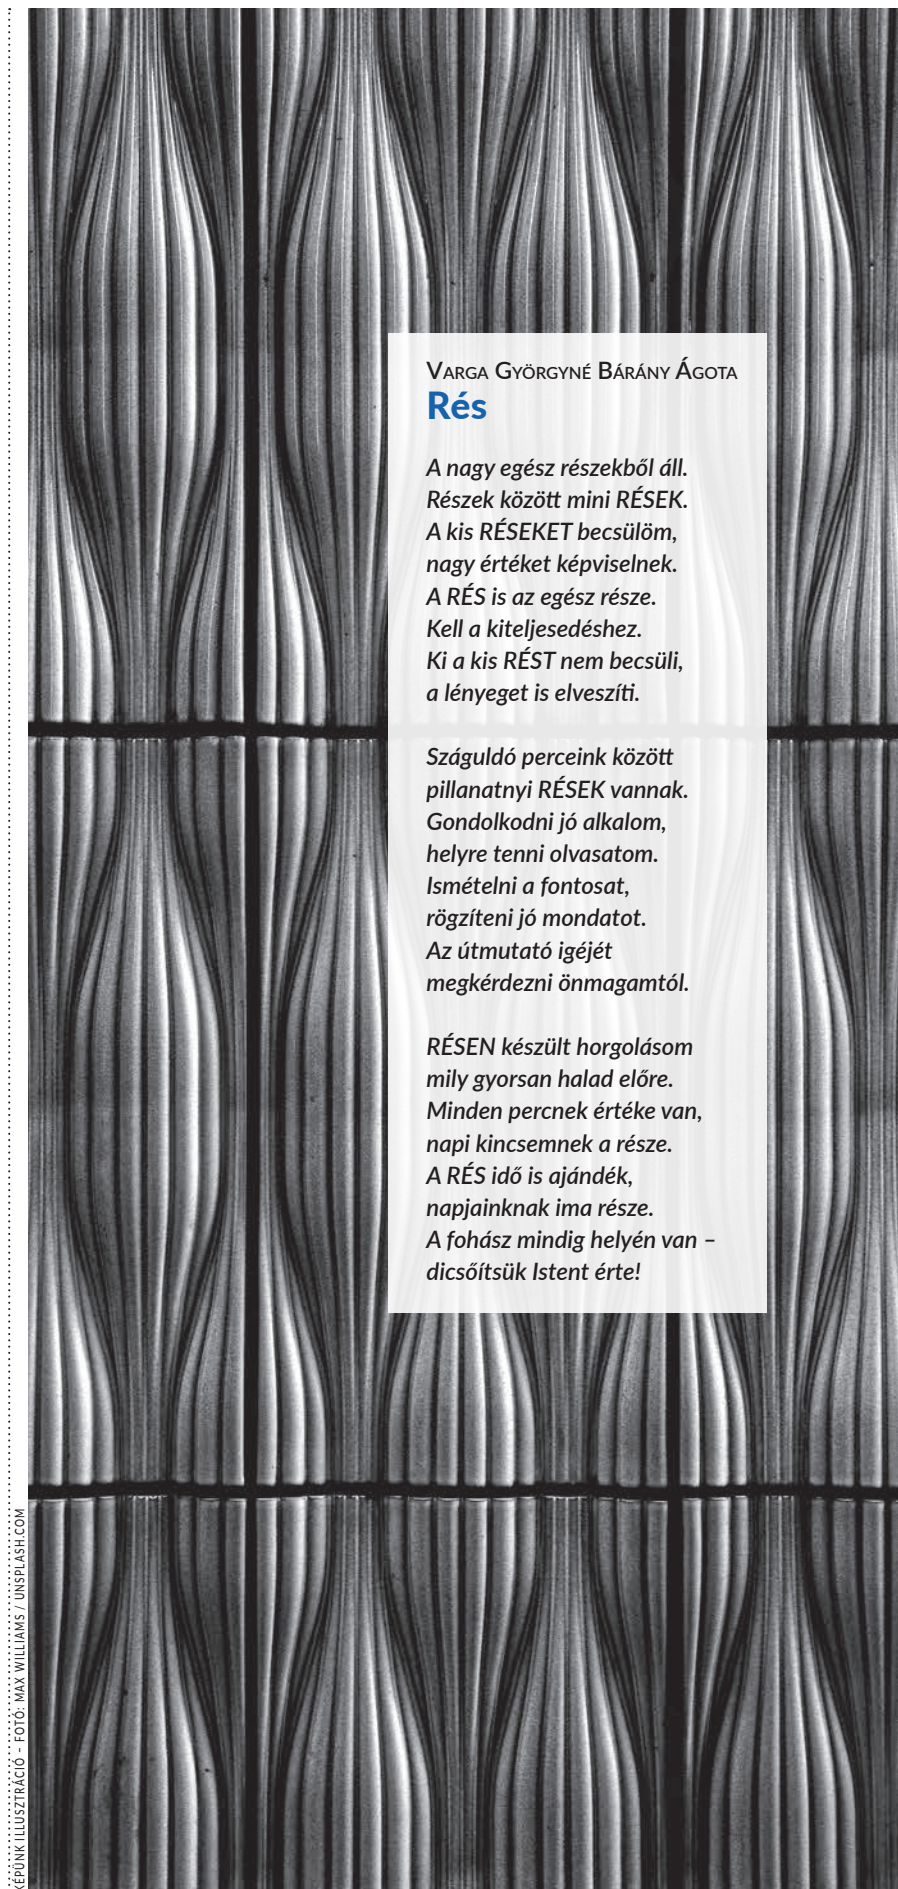 Varga Györgyné Bárány Ágota
Rés
A nagy egész részekből áll.
Részek között mini RÉSEK.
A kis RÉSEKET becsülöm,
nagy értéket képviselnek.
A RÉS is az egész része.
Kell a kiteljesedéshez.
Ki a kis RÉST nem becsüli,
a lényeget is elveszíti.
Száguldó perceink között
pillanatnyi RÉSEK vannak.
Gondolkodni jó alkalom,
helyre tenni olvasatom.
Ismételni a fontosat,
rögzíteni jó mondatot.
Az útmutató igéjét
megkérdezni önmagamtól.
RÉSEN készült horgolásom
mily gyorsan halad előre.
Minden percnek értéke van,
napi kincsemnek a része.
A RÉS idő is ajándék,
napjainknak ima része.
A fohász mindig helyén van –
dicsőítsük Istent érte!
KÉPÜNK ILLUSZTRÁCIÓ – FOTÓ: MAX WILLIAMS / UNSPLASH.COM